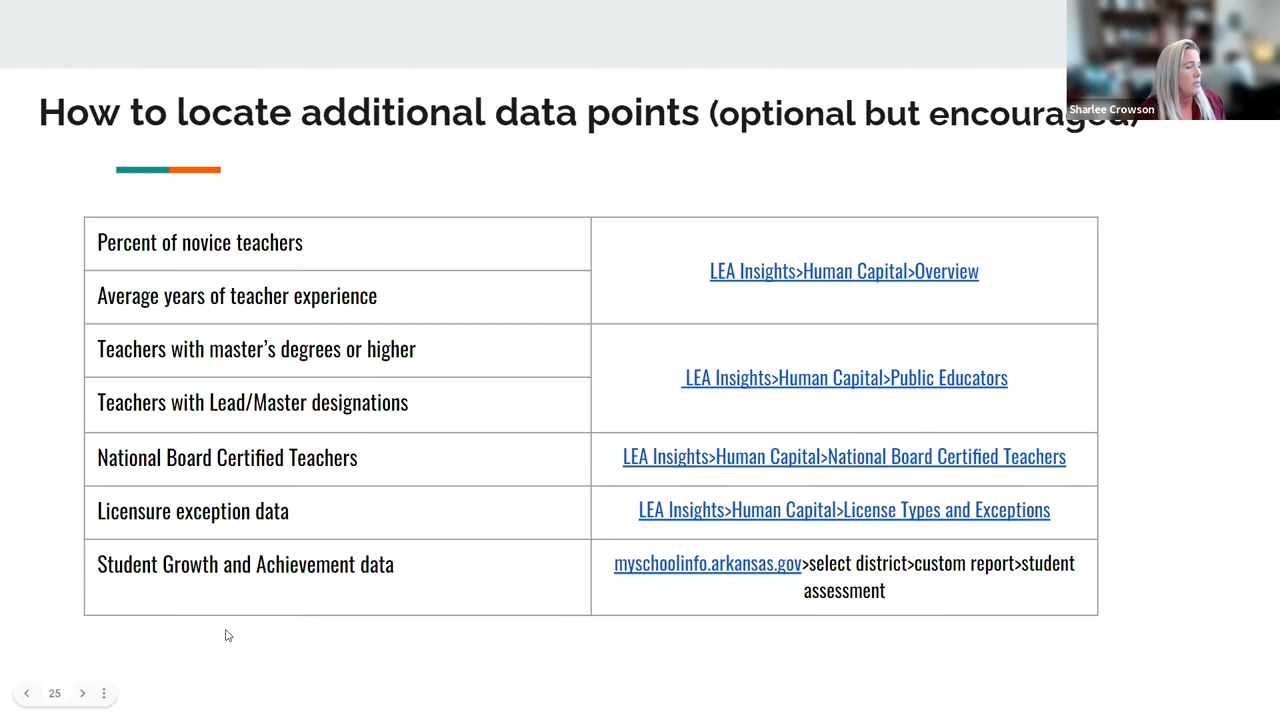 How to locate additional data points (optional but encouraged)
Sharlee Crowson
Percent of novice teachers
LEA Insights>Human Capital>Overview
Average years of teacher experience
Teachers with master's degrees or higher
LEA Insights>Human Capital>Public Educators
Teachers with Lead/Master designations
National Board Certified Teachers
LEA Insights>Human Capital>National Board Certified Teachers
Licensure exception data
LEA Insights>Human Capital>License Types and Exceptions
Student Growth and Achievement data
myschoolinfo.arkansas.gov>select district>custom report>student
assessment
25